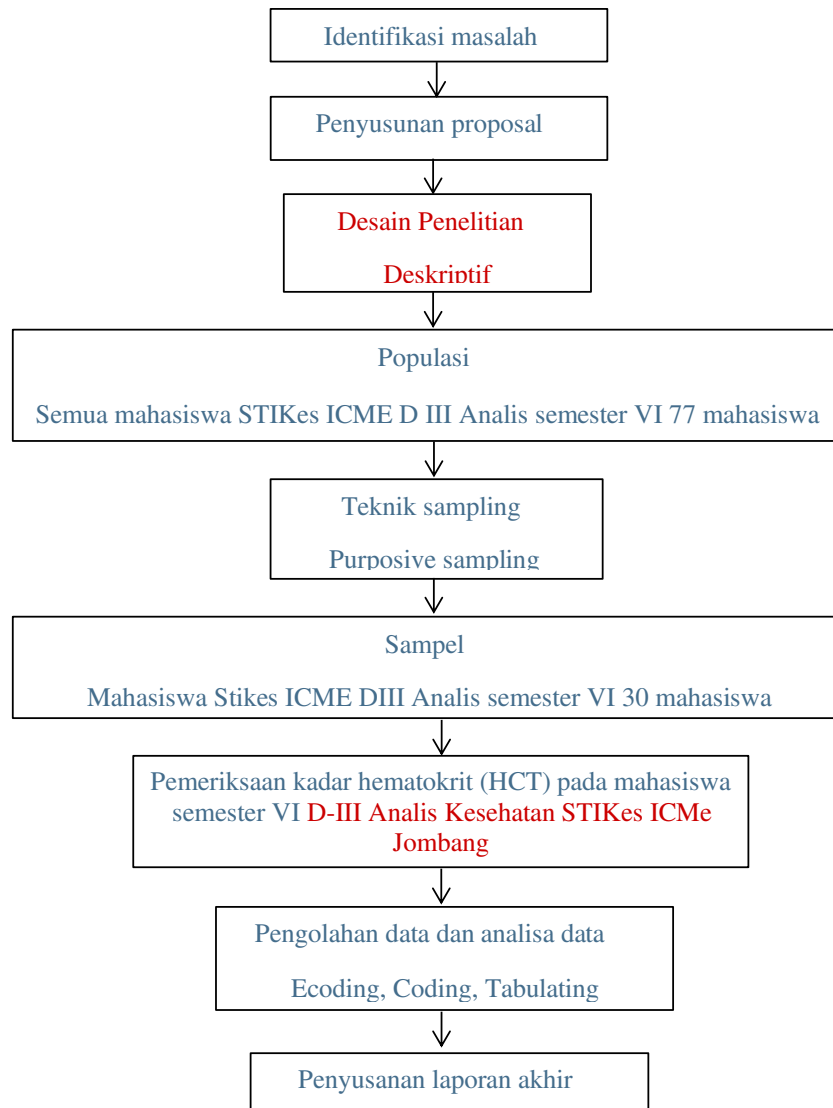 Identifikasi masalah
Penyusunan proposal
Desain Penelitian
Deskriptif
Populasi
Semua mahasiswa STIKes ICME D III Analis semester VI 77 mahasiswa
Teknik sampling
Purposive sampling
Sampel
Mahasiswa Stikes ICME DIII Analis semester VI 30 mahasiswa
Pemeriksaan kadar hematokrit (HCT) pada mahasiswa
semester VI D-III Analis Kesehatan STIKes ICMe
Jombang
Pengolahan data dan analisa data
Ecoding, Coding, Tabulating
Penyusanan laporan akhir